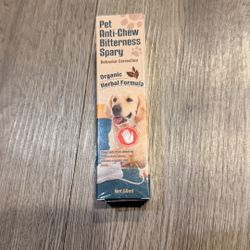 Pet
Anti-Chew
Bitterness
Spary
Behavior Correction
Organic
Herbal Formula
Net:50ml